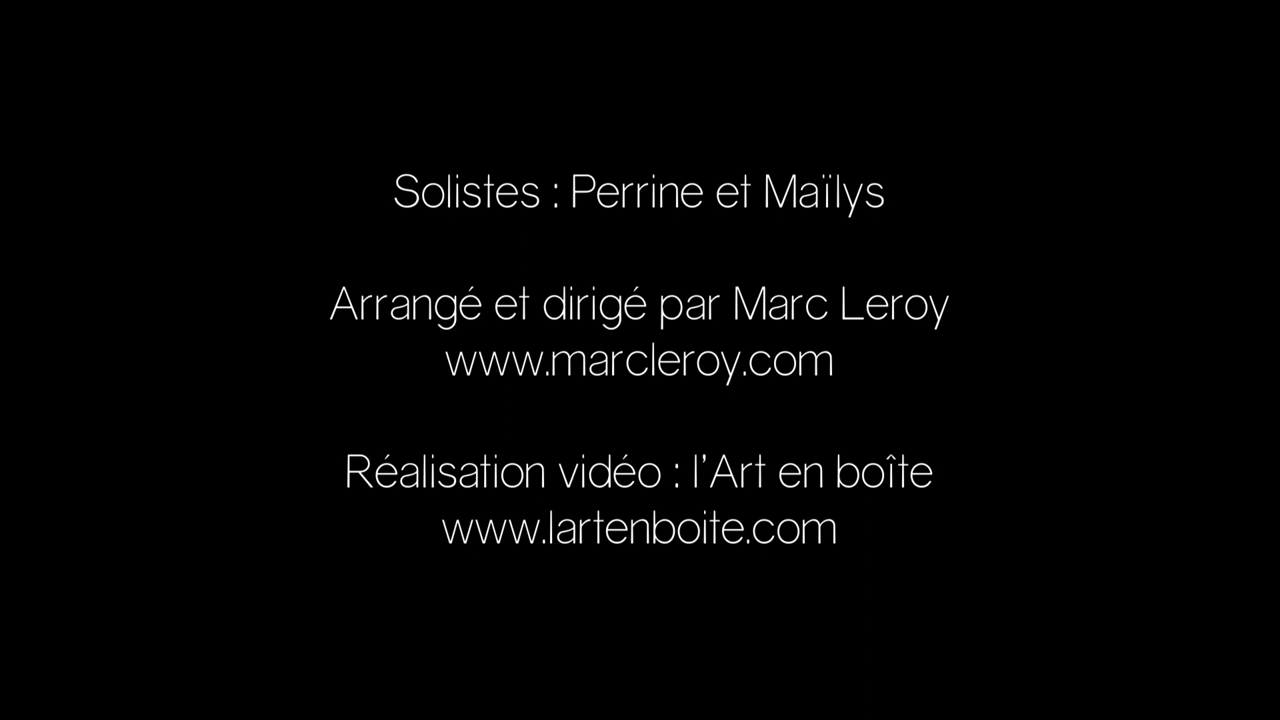 Solistes : Perrine et Maïlys
Arrangé et dirigé par Marc Leroy
www.marcleroy.com
Réalisation vidéo : l'Art en boîte
www.lartenboite.com